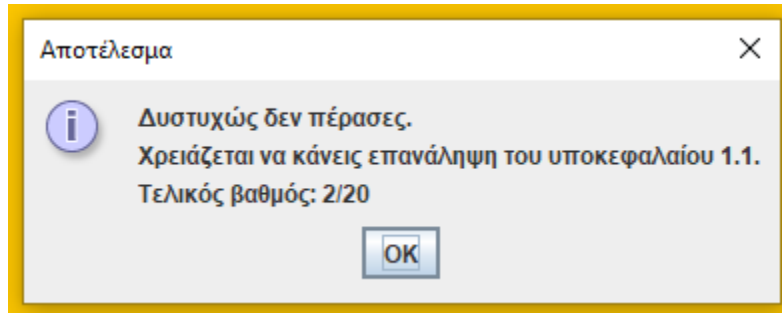 Αποτέλεσμα
Δυστυχώς δεν πέρασες.
Χρειάζεται να κάνεις επανάληψη του υποκεφαλαίου 1.1.
Τελικός βαθμός: 2/20
OK